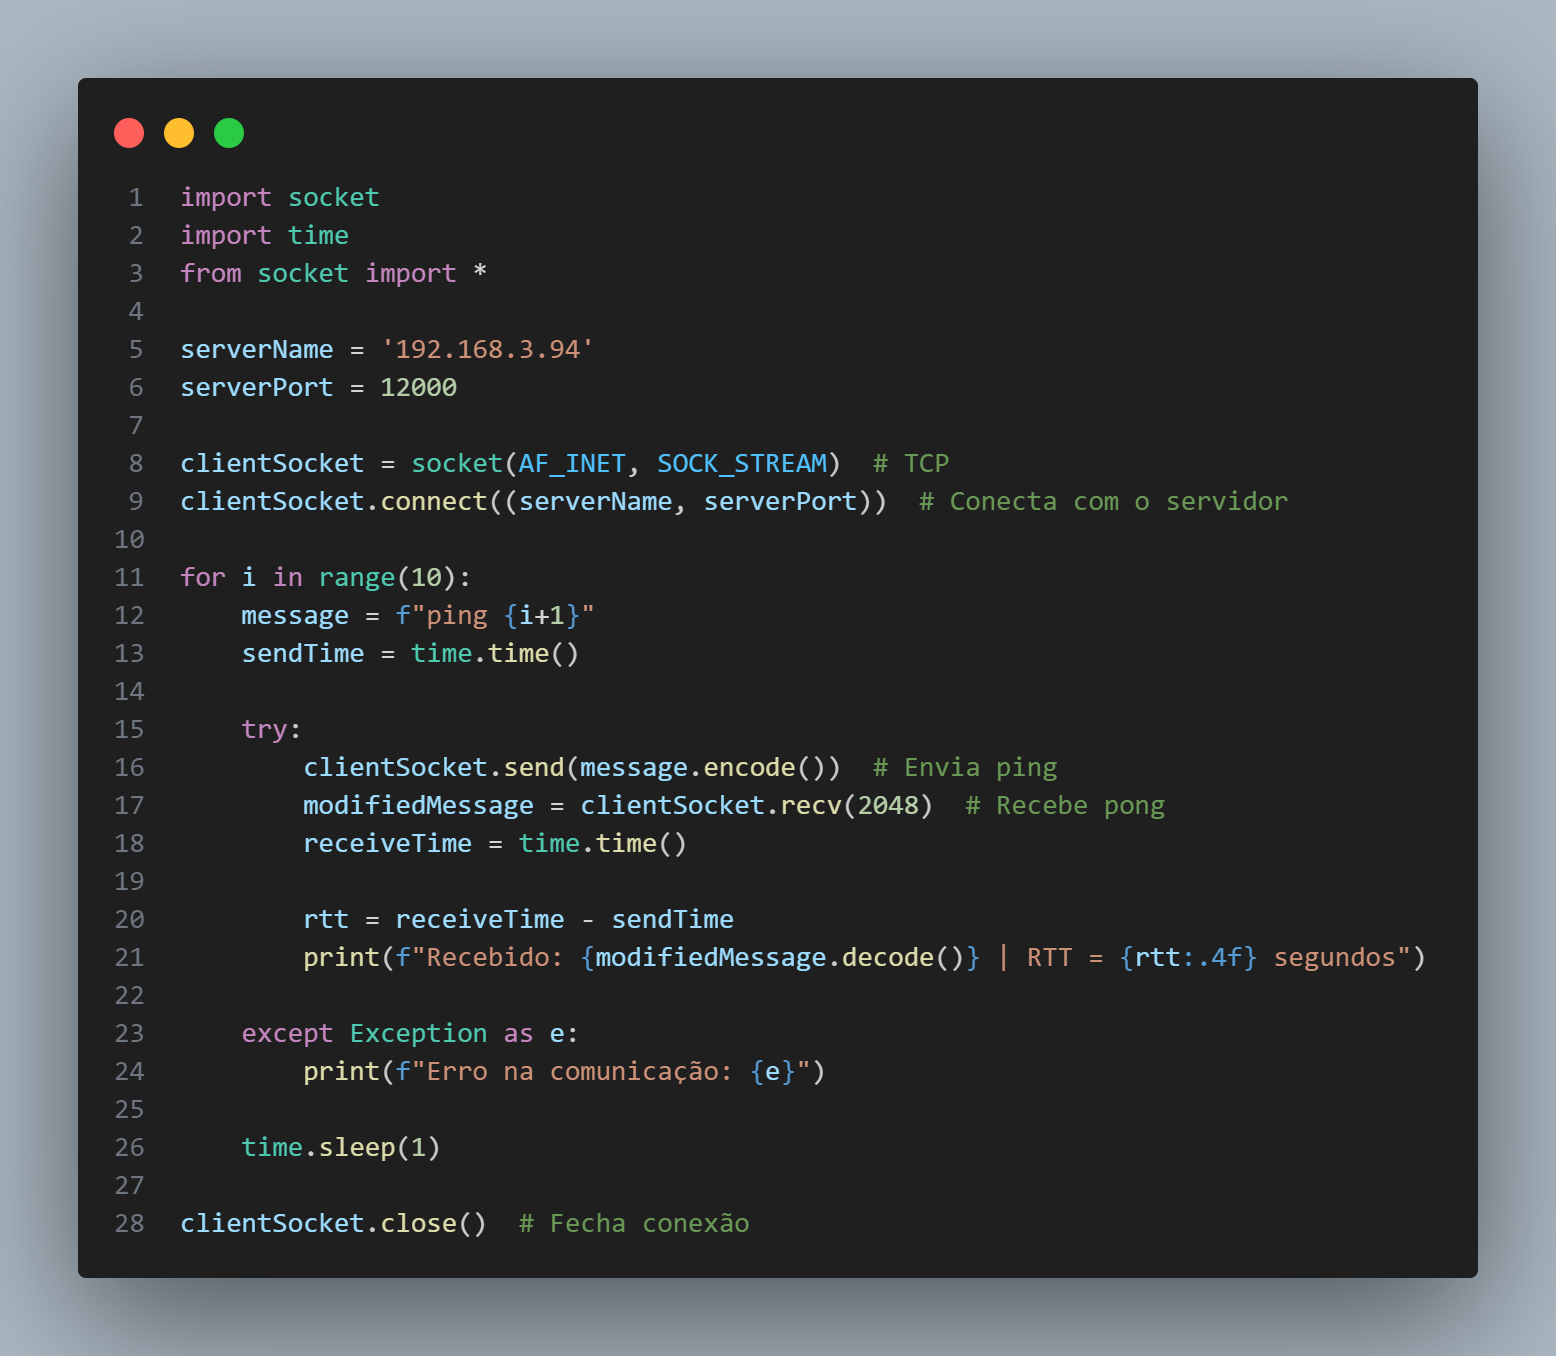 1 import socket
2 import time
3 from socket import *
4
5 serverName = '192.168.3.94'
6 serverPort = 12000
7
8 clientSocket = socket(AF_INET, SOCK_STREAM)  # TCP
9 clientSocket.connect((serverName, serverPort))  # Conecta com o servidor
10
11 for i in range(10):
12     message = f"ping {i+1}"
13     sendTime = time.time()
14
15     try:
16         clientSocket.send(message.encode())  # Envia ping
17         modifiedMessage = clientSocket.recv(2048)  # Recebe pong
18         receiveTime = time.time()
19
20         rtt = receiveTime - sendTime
21         print(f"Recebido: {modifiedMessage.decode()} | RTT = {rtt:.4f} segundos")
22
23     except Exception as e:
24         print(f"Erro na comunicação: {e}")
25
26     time.sleep(1)
27
28 clientSocket.close()  # Fecha conexão